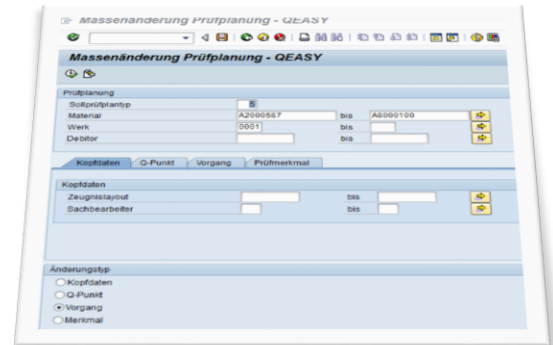 Massenänderung Prüfplanung - QEASY
Massenänderung Prüfplanung - QEASY
Prüfplanung
Sollprüfplantyp 5
Material A2000587 bis A8000100
Werk 0001 bis
Debitor bis
Kopfdaten Q-Punkt Vorgang Prüfmerkmal
Kopfdaten
Zeugnislayout bis
Sachbearbeiter bis
Änderungstyp
Kopfdaten
Q-Punkt
Vorgang
Merkmal